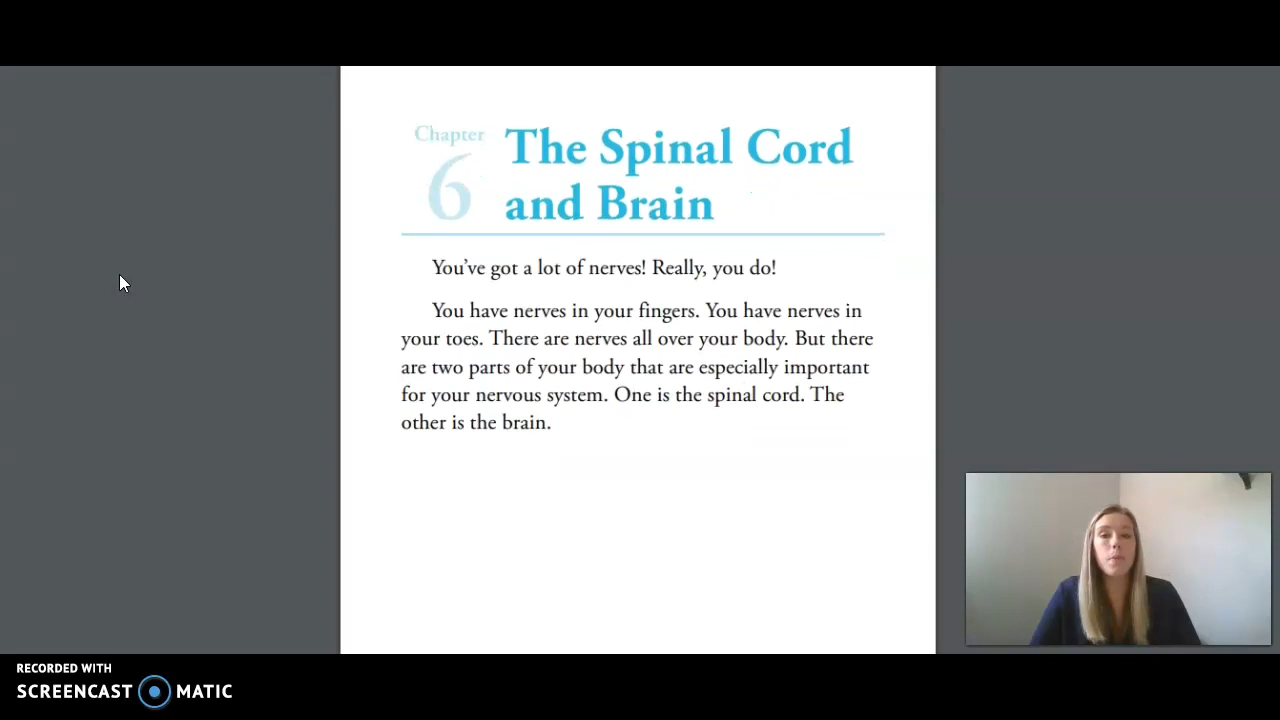 Chapter
6
The Spinal Cord
and Brain
You've got a lot of nerves! Really, you do!
You have nerves in your fingers. You have nerves in
your toes. There are nerves all over your body. But there
are two parts of your body that are especially important
for your nervous system. One is the spinal cord. The
other is the brain.
RECORDED WITH
SCREENCAST MATIC